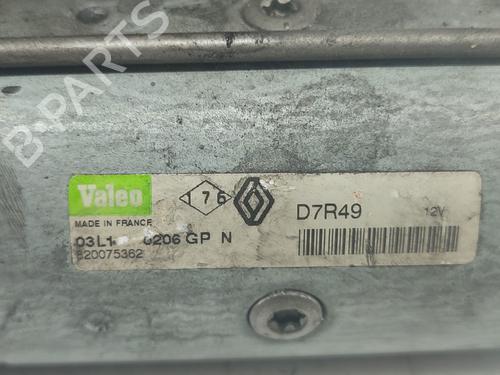 B-PARTS
Valeo
176
D7R49
12V
MADE IN FRANCE
03L1 0206 GP N
820075362